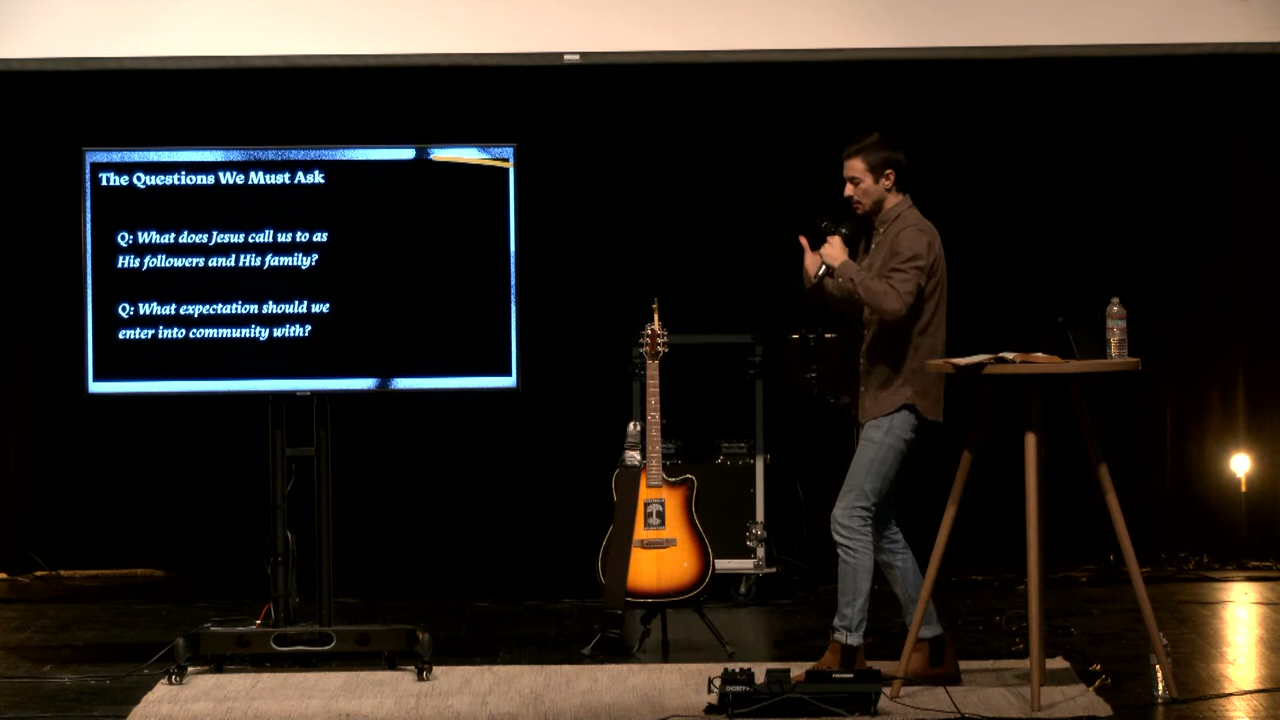 The Questions We Must Ask
Q: What does Jesus call us to as
His followers and His family?
Q: What expectation should we
enter into community with?